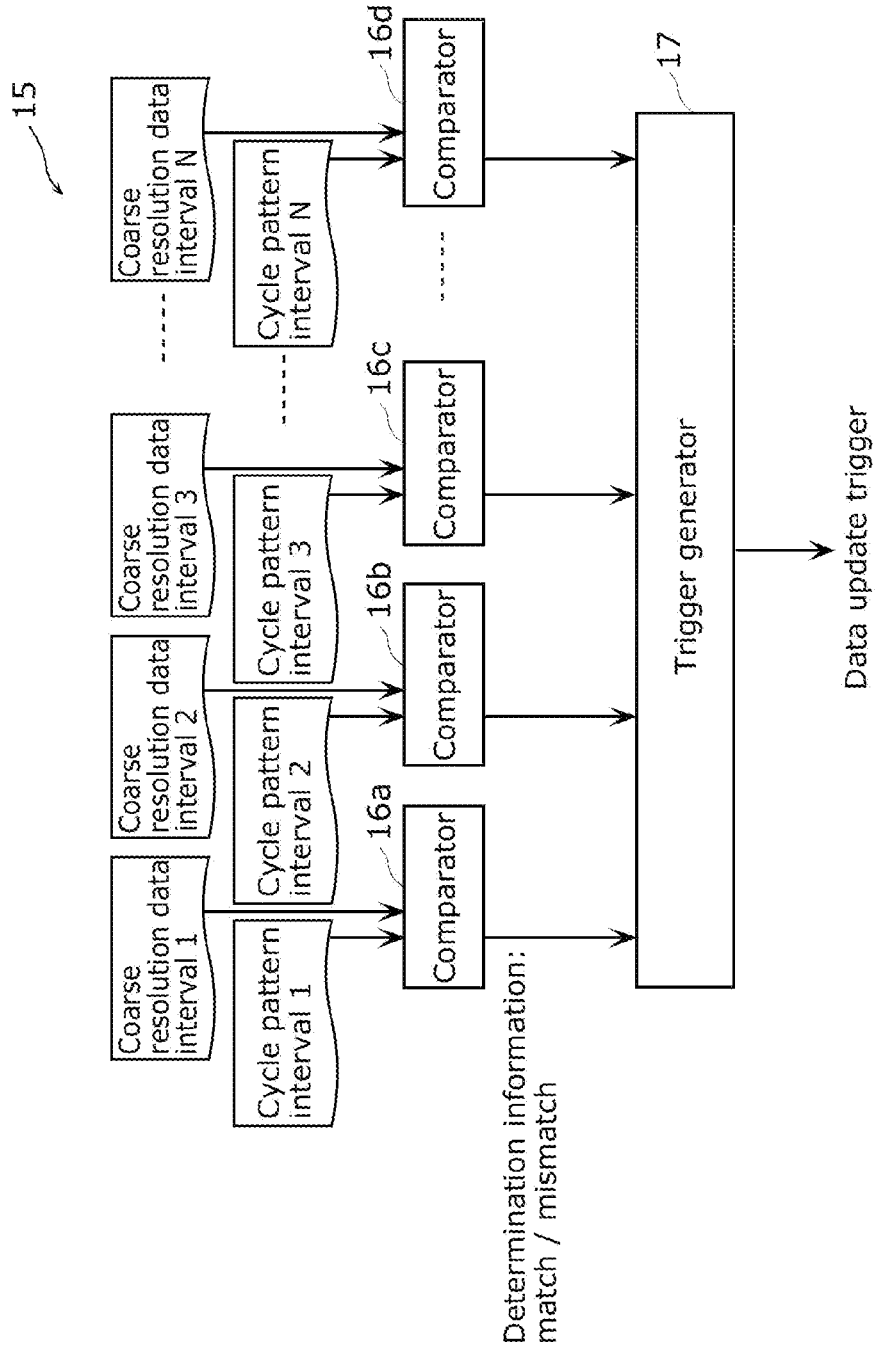 15
Coarse
resolution data
interval 1
Coarse
resolution data
interval 2
Coarse
resolution data
interval 3
-----
Coarse
resolution data
interval N
Cycle pattern
interval 1
Cycle pattern
interval 2
Cycle pattern
interval 3
-----
Cycle pattern
interval N
16a
16b
16c
16d
Comparator
Comparator
Comparator
-----
Comparator
Determination information:
match / mismatch
17
Trigger generator
Data update trigger